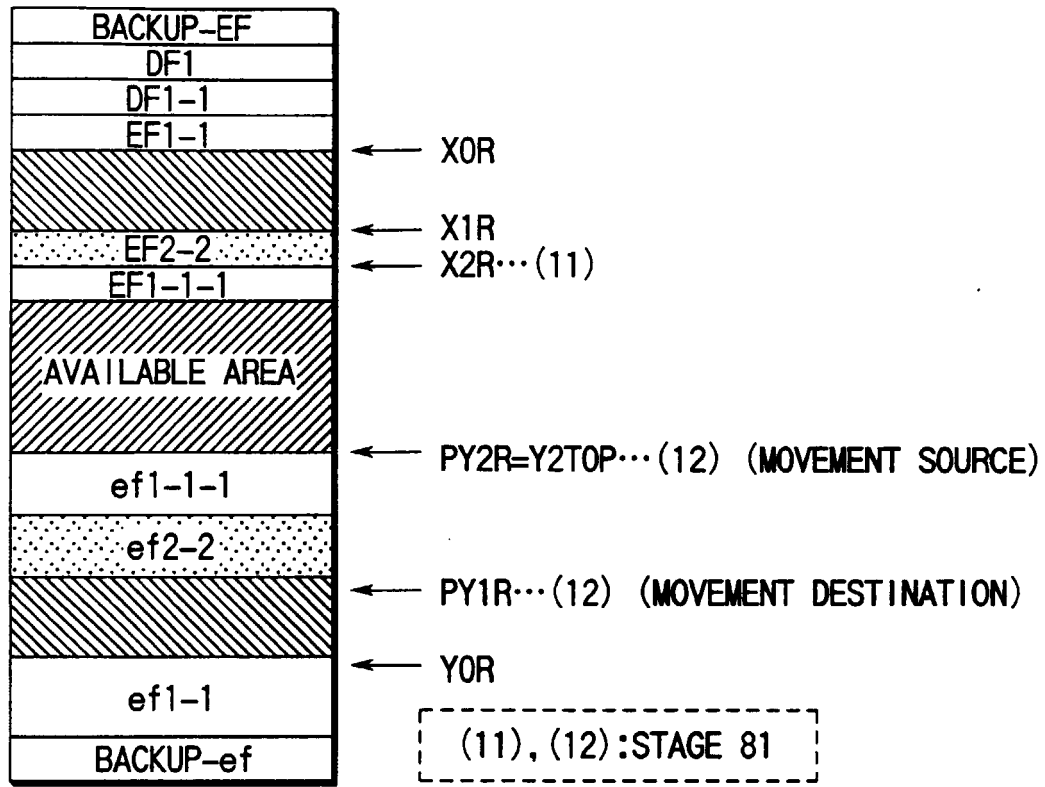 BACKUP-EF
DF1
DF1-1
EF1-1
X0R
X1R
EF2-2
X2R···(11)
EF1-1-1
AVAILABLE AREA
PY2R=Y2TOP···(12) (MOVEMENT SOURCE)
ef1-1-1
ef2-2
PY1R···(12) (MOVEMENT DESTINATION)
Y0R
ef1-1
(11),(12):STAGE 81
BACKUP-ef